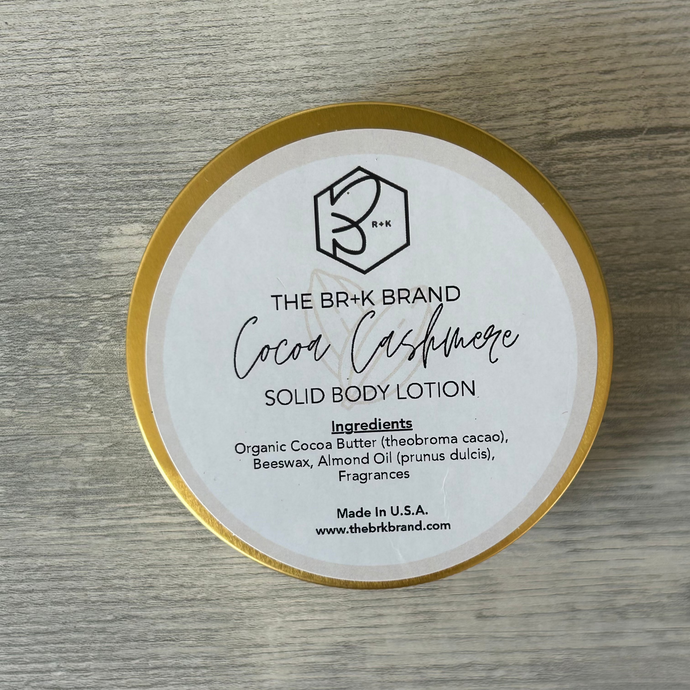 B
R+K
THE BR+K BRAND
Cocoa Cashmere
SOLID BODY LOTION
Ingredients
Organic Cocoa Butter (theobroma cacao),
Beeswax, Almond Oil (prunus dulcis),
Fragrances
Made In U.S.A.
www.thebrkbrand.com